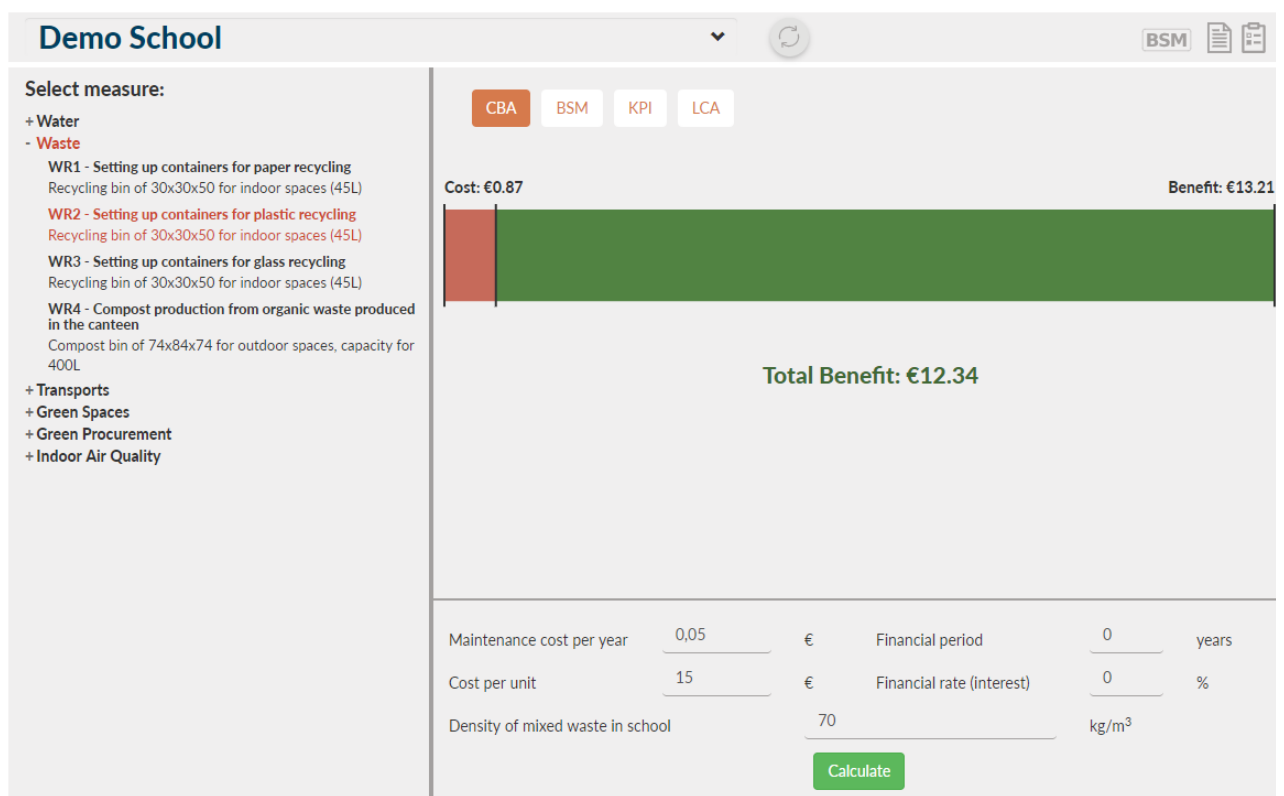 Demo School
BSM
Select measure:
+ Water
- Waste
WR1 - Setting up containers for paper recycling
Recycling bin of 30x30x50 for indoor spaces (45L)
WR2 - Setting up containers for plastic recycling
Recycling bin of 30x30x50 for indoor spaces (45L)
WR3 - Setting up containers for glass recycling
Recycling bin of 30x30x50 for indoor spaces (45L)
WR4 - Compost production from organic waste produced
in the canteen
Compost bin of 74x84x74 for outdoor spaces, capacity for
400L
+ Transports
+ Green Spaces
+ Green Procurement
+ Indoor Air Quality
CBA BSM KPI LCA
Cost: €0.87 Benefit: €13.21
Total Benefit: €12.34
Maintenance cost per year 0,05 € Financial period 0 years
Cost per unit 15 € Financial rate (interest) 0 %
Density of mixed waste in school 70 kg/m³
Calculate